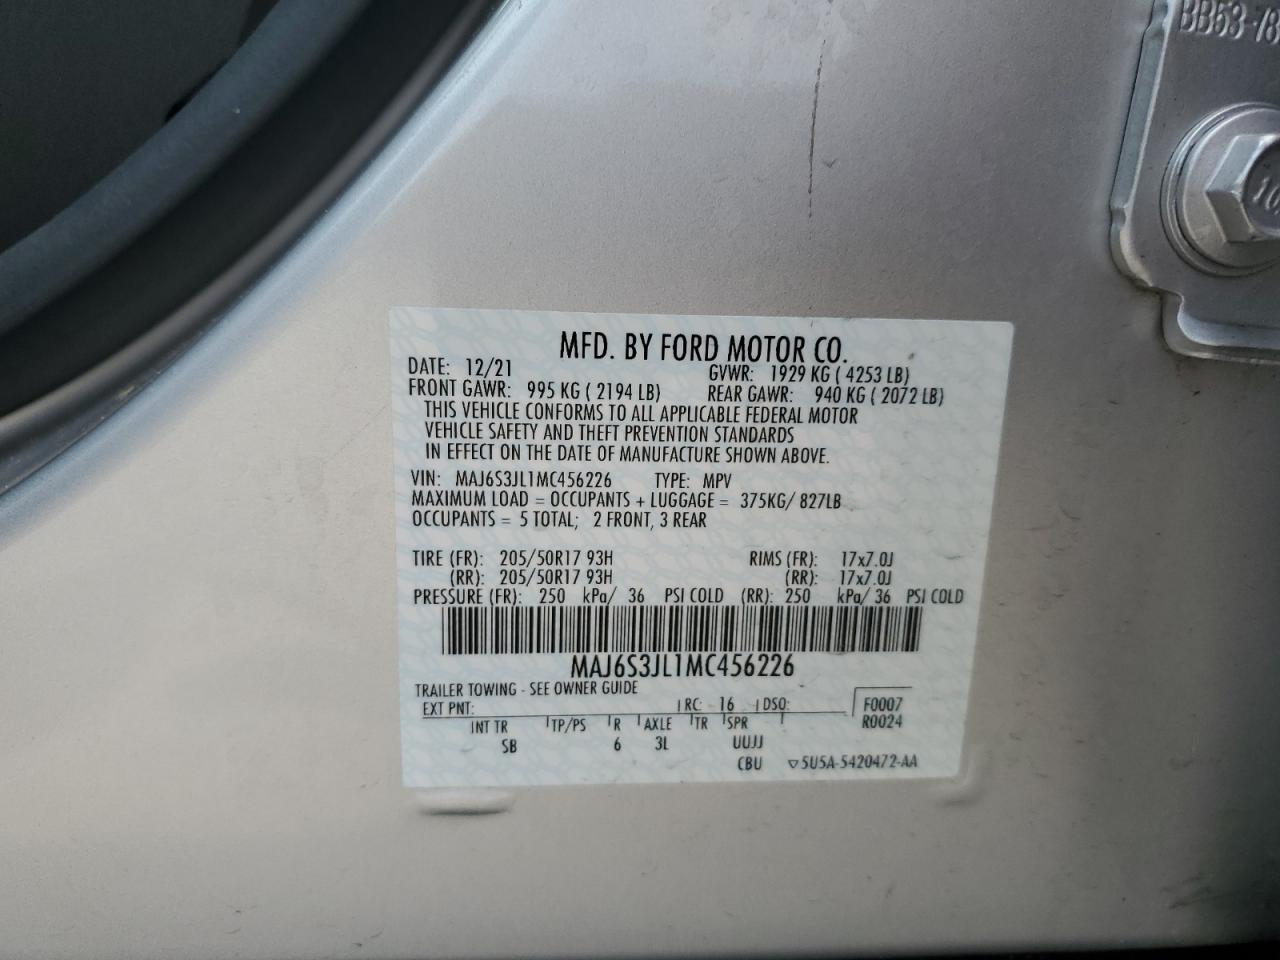 BB53-78
10
MFD. BY FORD MOTOR CO.
DATE: 12/21 GVWR: 1929 KG ( 4253 LB)
FRONT GAWR: 995 KG ( 2194 LB) REAR GAWR: 940 KG ( 2072 LB)
THIS VEHICLE CONFORMS TO ALL APPLICABLE FEDERAL MOTOR
VEHICLE SAFETY AND THEFT PREVENTION STANDARDS
IN EFFECT ON THE DATE OF MANUFACTURE SHOWN ABOVE.
VIN: MAJ6S3JL1MC456226 TYPE: MPV
MAXIMUM LOAD = OCCUPANTS + LUGGAGE = 375KG/ 827LB
OCCUPANTS = 5 TOTAL; 2 FRONT, 3 REAR
TIRE (FR): 205/50R17 93H RIMS (FR): 17x7.0J
(RR): 205/50R17 93H (RR): 17x7.0J
PRESSURE (FR): 250 kPa/ 36 PSI COLD (RR): 250 kPa/ 36 PSI COLD
MAJ6S3JL1MC456226
TRAILER TOWING - SEE OWNER GUIDE
EXT PNT: RC: 16 DSO: F0007
R0024
INT TR TP/PS R AXLE TR SPR
SB 6 3L UUJJ
CBU 5U5A-5420472-AA